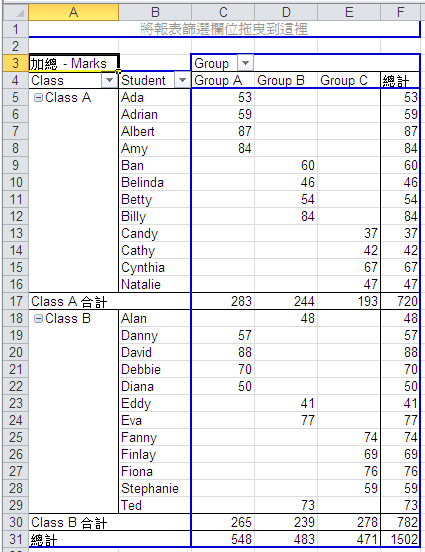 A B C D E F
1 將報表篩選欄位拖曳到這裡
2
3 加總 - Marks Group
4 Class Student Group A Group B Group C 總計
5 Class A Ada 53 53
6 Adrian 59 59
7 Albert 87 87
8 Amy 84 84
9 Ban 60 60
10 Belinda 46 46
11 Betty 54 54
12 Billy 84 84
13 Candy 37 37
14 Cathy 42 42
15 Cynthia 67 67
16 Natalie 47 47
17 Class A 合計 283 244 193 720
18 Class B Alan 48 48
19 Danny 57 57
20 David 88 88
21 Debbie 70 70
22 Diana 50 50
23 Eddy 41 41
24 Eva 77 77
25 Fanny 74 74
26 Finlay 69 69
27 Fiona 76 76
28 Stephanie 59 59
29 Ted 73 73
30 Class B 合計 265 239 278 782
31 總計 548 483 471 1502